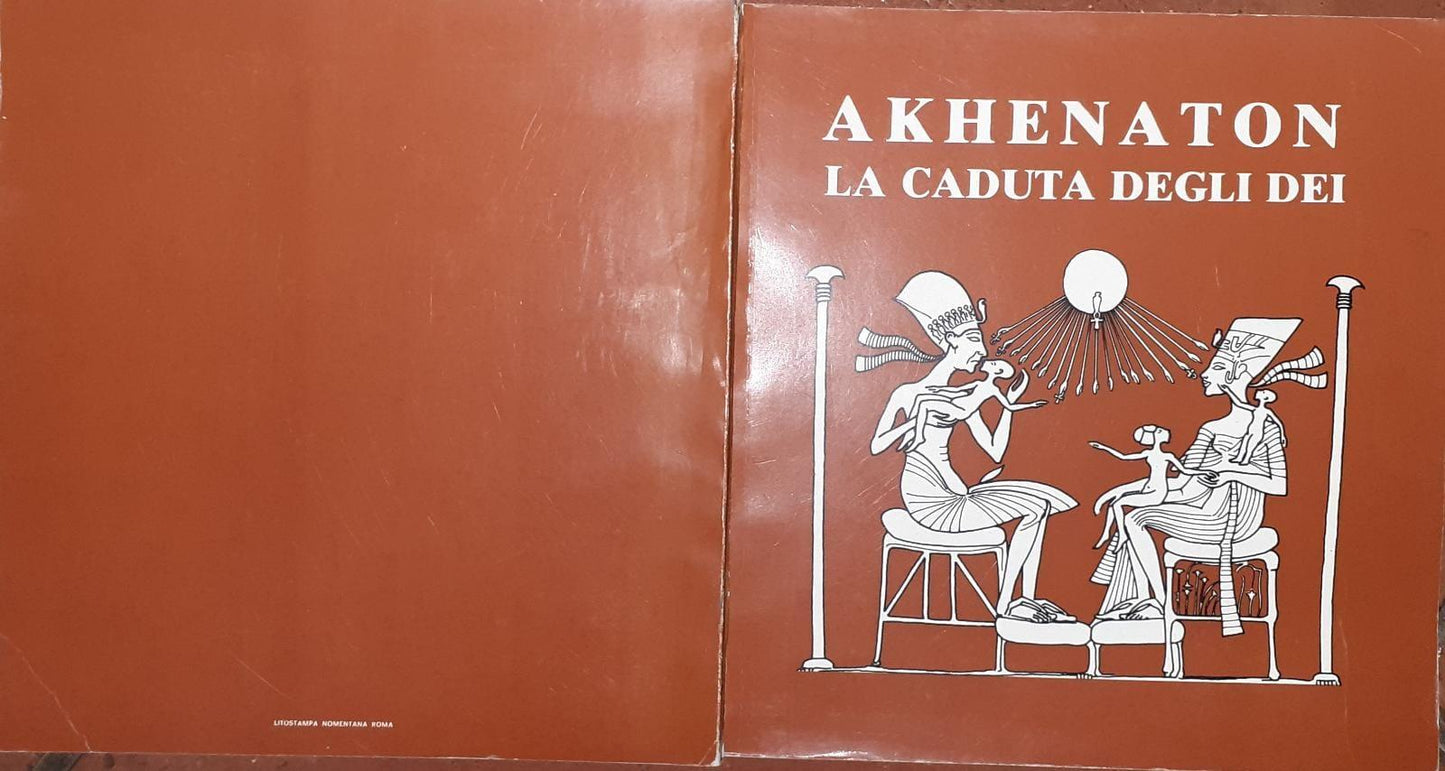 AKHENATON
LA CADUTA DEGLI DEI
LITOSTAMPA NOMENTANA ROMA